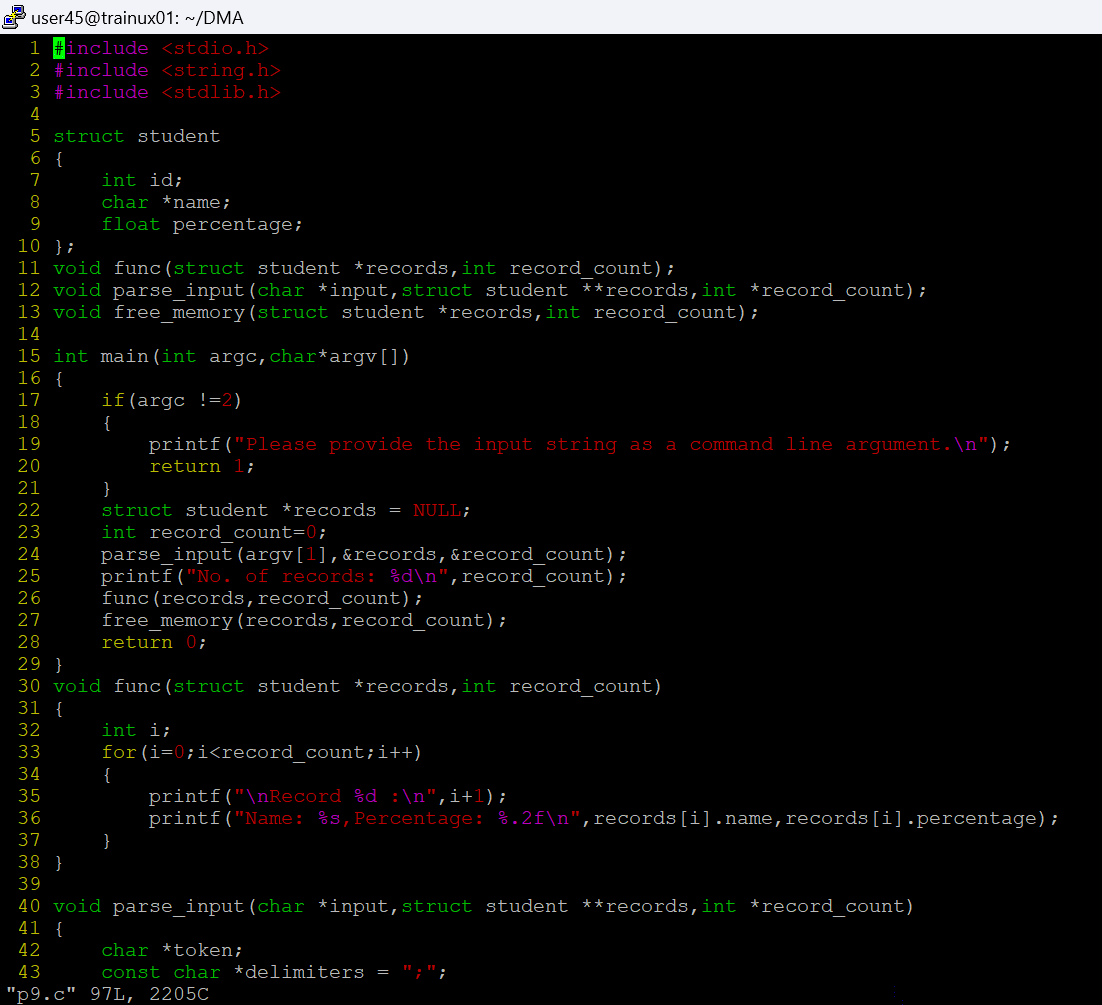 user45@trainux01: ~/DMA
1 #include <stdio.h>
2 #include <string.h>
3 #include <stdlib.h>
4
5 struct student
6 {
7     int id;
8     char *name;
9     float percentage;
10 };
11 void func(struct student *records,int record_count);
12 void parse_input(char *input,struct student **records,int *record_count);
13 void free_memory(struct student *records,int record_count);
14
15 int main(int argc,char*argv[])
16 {
17     if(argc !=2)
18     {
19         printf("Please provide the input string as a command line argument.\n");
20         return 1;
21     }
22     struct student *records = NULL;
23     int record_count=0;
24     parse_input(argv[1],&records,&record_count);
25     printf("No. of records: %d\n",record_count);
26     func(records,record_count);
27     free_memory(records,record_count);
28     return 0;
29 }
30 void func(struct student *records,int record_count)
31 {
32     int i;
33     for(i=0;i<record_count;i++)
34     {
35         printf("\nRecord %d :\n",i+1);
36         printf("Name: %s,Percentage: %.2f\n",records[i].name,records[i].percentage);
37     }
38 }
39
40 void parse_input(char *input,struct student **records,int *record_count)
41 {
42     char *token;
43     const char *delimiters = ";";
"p9.c" 97L, 2205C